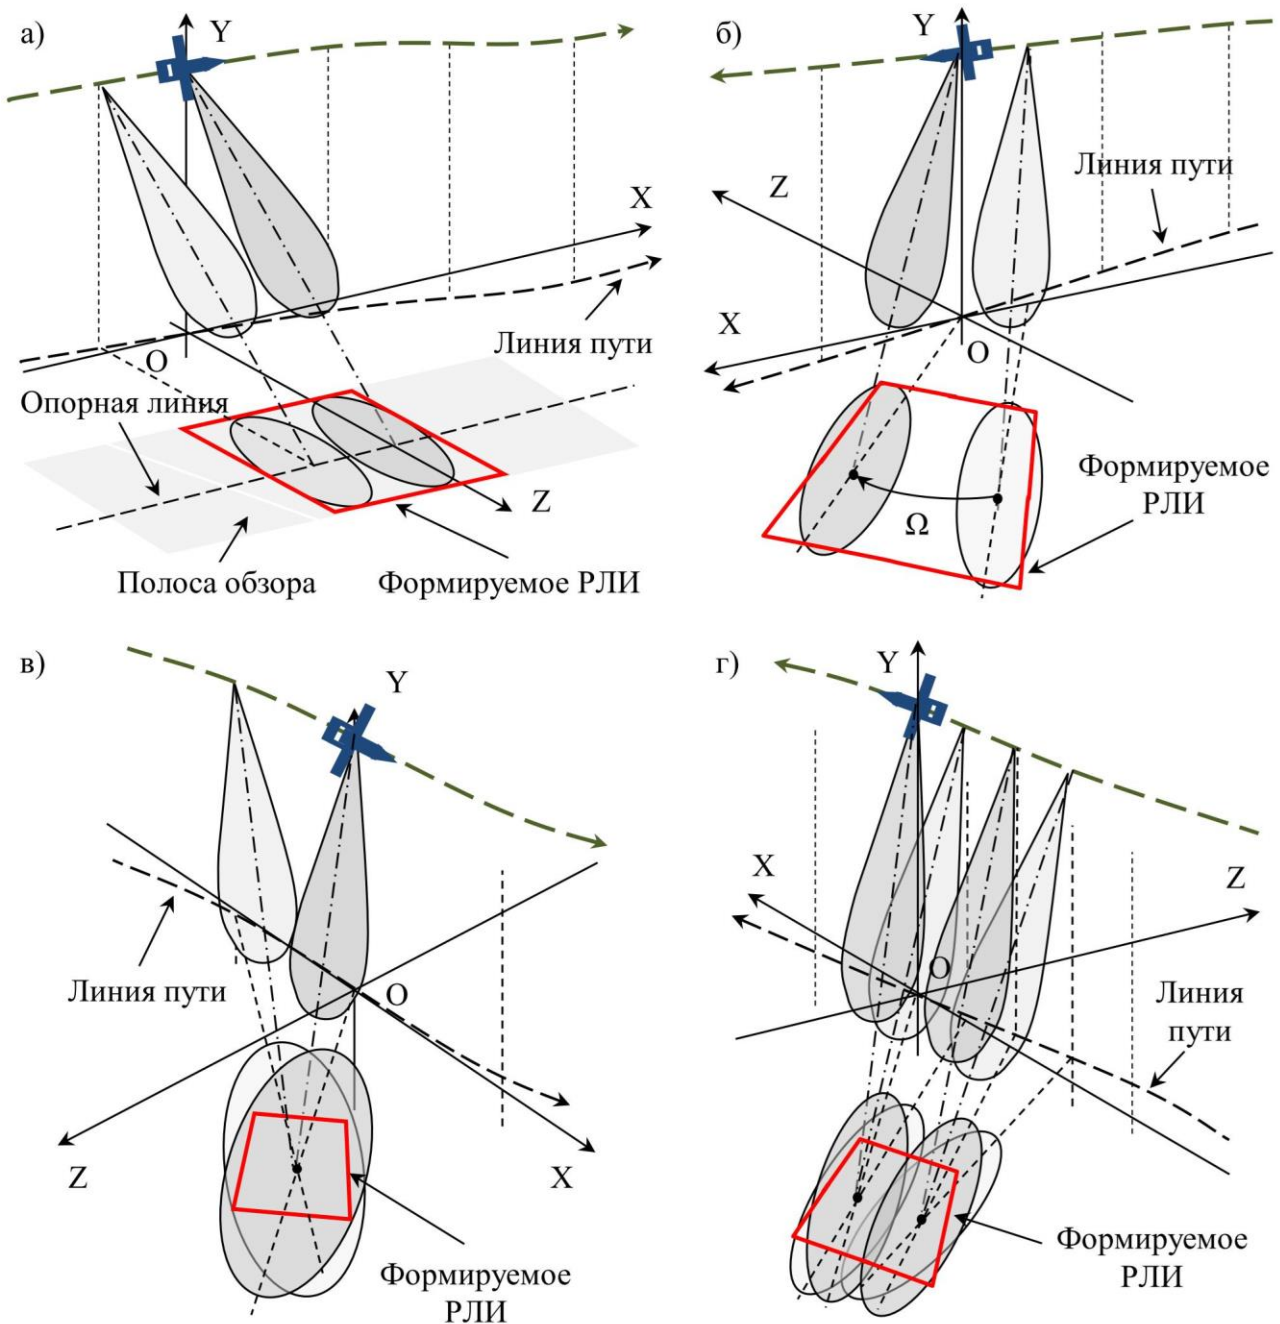 а)
Y
X
Линия пути
O
Опорная линия
Z
Полоса обзора
Формируемое РЛИ
б)
Y
Линия пути
Z
X
O
Формируемое
РЛИ
Ω
в)
Y
Линия пути
O
Z
X
Формируемое
РЛИ
г)
Y
X
Z
O
Линия
пути
Формируемое
РЛИ